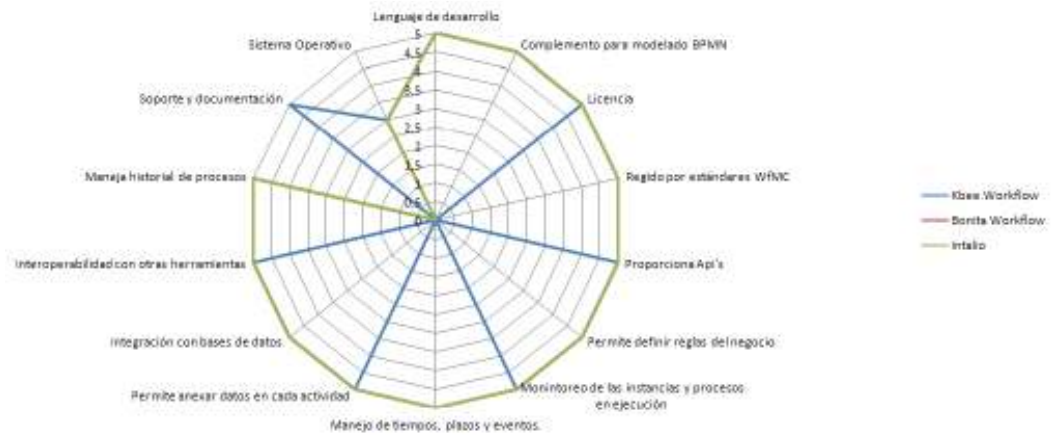 Lenguaje de desarrollo
Sistema Operativo
Complemento para modelado BPMN
Soporte y documentación
Licencia
Maneja historial de procesos
Regido por estándares WfMC
Interoperabilidad con otras herramientas
Proporciona Api's
Integración con bases de datos
Permite definir reglas del negocio
Permite anexar datos en cada actividad
Monintoreo de las instancias y procesos
en ejecución
Manejo de tiempos, plazos y eventos.
5
4,5
4
3,5
3
2,5
2
1,5
1
0,5
0
Kbee Workflow
Bonita Workflow
Intalio